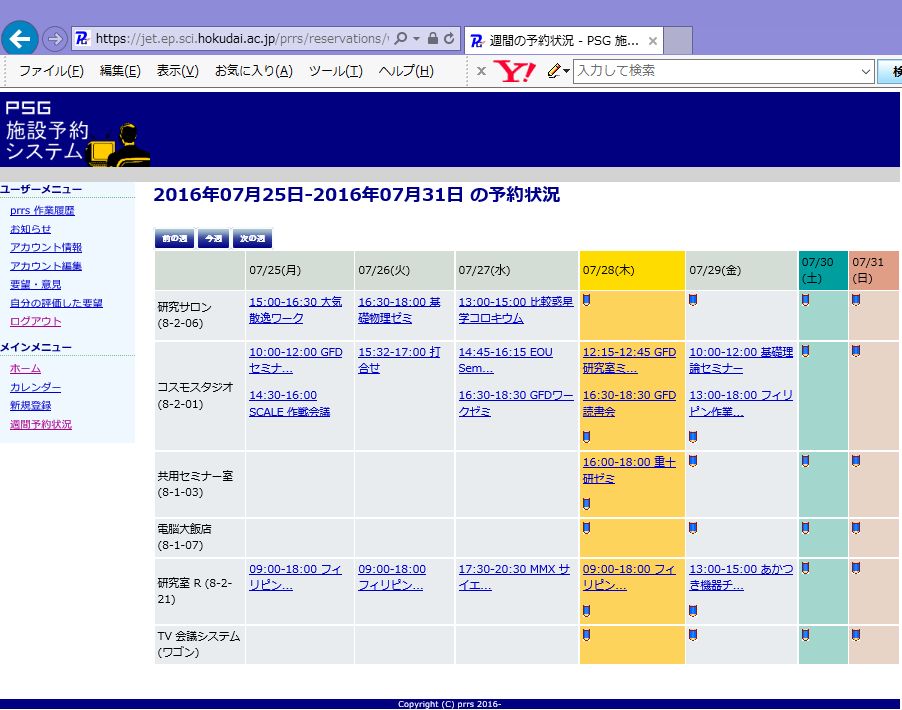 https://jet.ep.sci.hokudai.ac.jp/prrs/reservations/
週間の予約状況 - PSG 施...
ファイル(F) 編集(E) 表示(V) お気に入り(A) ツール(T) ヘルプ(H)
x Y! 入力して検索 検
PSG
施設予約
システム
ユーザーメニュー
prrs 作業履歴
お知らせ
アカウント情報
アカウント編集
要望・意見
自分の評価した要望
ログアウト
メインメニュー
ホーム
カレンダー
新規登録
週間予約状況
2016年07月25日-2016年07月31日 の予約状況
前の週 今週 次の週
07/25(月) 07/26(火) 07/27(水) 07/28(木) 07/29(金) 07/30 07/31
(土) (日)
研究サロン
(8-2-06)
15:00-16:30 大気
散逸ワーク
16:30-18:00 基
礎物理ゼミ
13:00-15:00 比較惑星
学コロキウム
コスモスタジオ
(8-2-01)
10:00-12:00 GFD
セミナ...
14:30-16:00
SCALE 作戦会議
15:32-17:00 打
合せ
14:45-16:15 EOU
Sem...
16:30-18:30 GFDワー
クゼミ
12:15-12:45 GFD
研究室ミ...
16:30-18:30 GFD
読書会
10:00-12:00 基礎理
論セミナー
13:00-18:00 フィリ
ピン作業...
共用セミナー室
(8-1-03)
16:00-18:00 重十
研ゼミ
電脳大飯店
(8-1-07)
研究室 R (8-2-
21)
09:00-18:00 フィ
リピン...
09:00-18:00
フィリピン...
17:30-20:30 MMX サ
イエ...
09:00-18:00 フィ
リピン...
13:00-15:00 あかつ
き機器チ...
TV 会議システム
(ワゴン)
Copyright (C) prrs 2016-